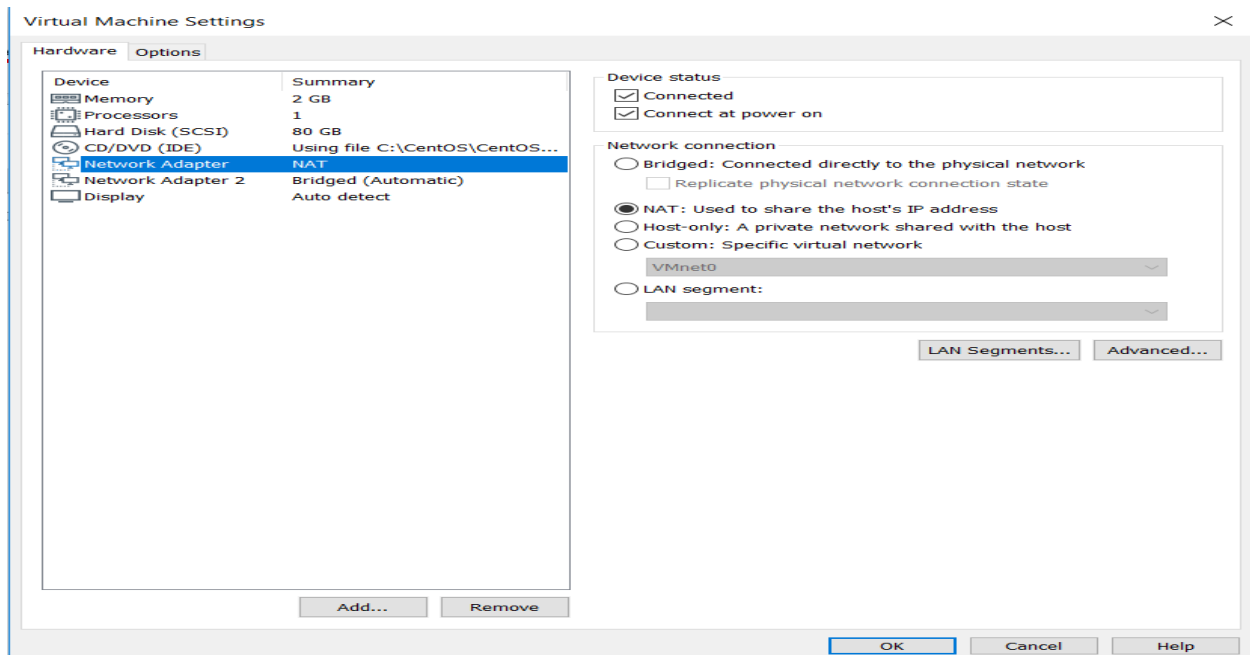 Virtual Machine Settings
Hardware Options
Device Summary
Memory 2 GB
Processors 1
Hard Disk (SCSI) 80 GB
CD/DVD (IDE) Using file C:\CentOS\CentOS...
Network Adapter NAT
Network Adapter 2 Bridged (Automatic)
Display Auto detect
Add... Remove
Device status
Connected
Connect at power on
Network connection
Bridged: Connected directly to the physical network
Replicate physical network connection state
NAT: Used to share the host's IP address
Host-only: A private network shared with the host
Custom: Specific virtual network
VMnet0
LAN segment:
LAN Segments... Advanced...
OK Cancel Help